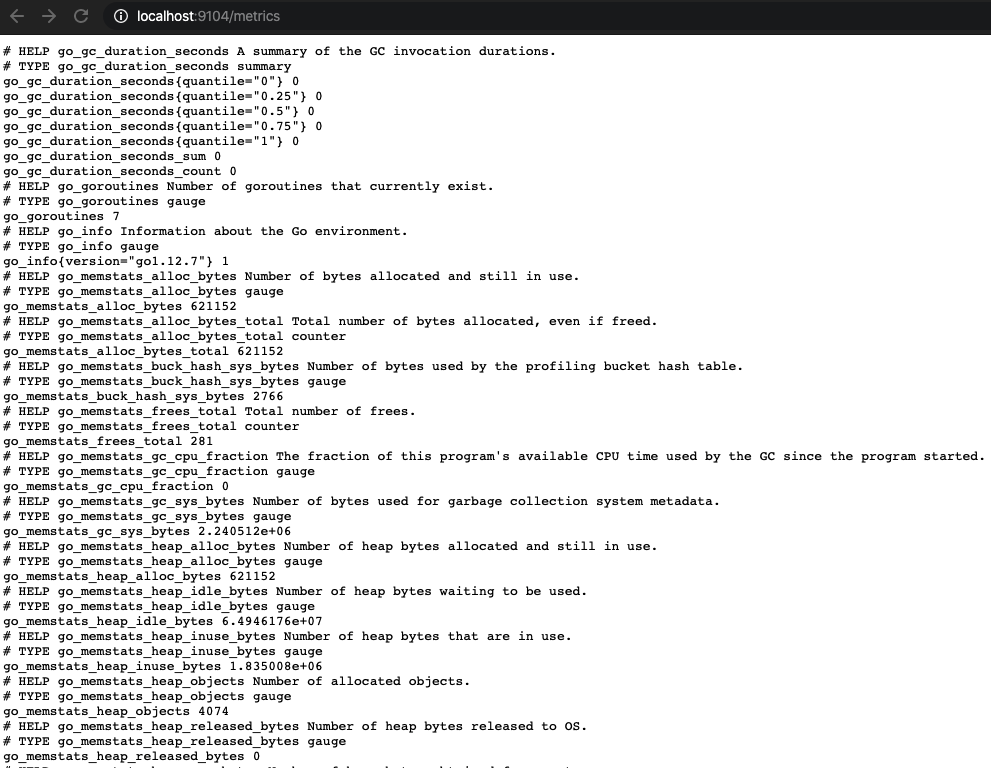 localhost:9104/metrics
# HELP go_gc_duration_seconds A summary of the GC invocation durations.
# TYPE go_gc_duration_seconds summary
go_gc_duration_seconds{quantile="0"} 0
go_gc_duration_seconds{quantile="0.25"} 0
go_gc_duration_seconds{quantile="0.5"} 0
go_gc_duration_seconds{quantile="0.75"} 0
go_gc_duration_seconds{quantile="1"} 0
go_gc_duration_seconds_sum 0
go_gc_duration_seconds_count 0
# HELP go_goroutines Number of goroutines that currently exist.
# TYPE go_goroutines gauge
go_goroutines 7
# HELP go_info Information about the Go environment.
# TYPE go_info gauge
go_info{version="go1.12.7"} 1
# HELP go_memstats_alloc_bytes Number of bytes allocated and still in use.
# TYPE go_memstats_alloc_bytes gauge
go_memstats_alloc_bytes 621152
# HELP go_memstats_alloc_bytes_total Total number of bytes allocated, even if freed.
# TYPE go_memstats_alloc_bytes_total counter
go_memstats_alloc_bytes_total 621152
# HELP go_memstats_buck_hash_sys_bytes Number of bytes used by the profiling bucket hash table.
# TYPE go_memstats_buck_hash_sys_bytes gauge
go_memstats_buck_hash_sys_bytes 2766
# HELP go_memstats_frees_total Total number of frees.
# TYPE go_memstats_frees_total counter
go_memstats_frees_total 281
# HELP go_memstats_gc_cpu_fraction The fraction of this program's available CPU time used by the GC since the program started.
# TYPE go_memstats_gc_cpu_fraction gauge
go_memstats_gc_cpu_fraction 0
# HELP go_memstats_gc_sys_bytes Number of bytes used for garbage collection system metadata.
# TYPE go_memstats_gc_sys_bytes gauge
go_memstats_gc_sys_bytes 2.240512e+06
# HELP go_memstats_heap_alloc_bytes Number of heap bytes allocated and still in use.
# TYPE go_memstats_heap_alloc_bytes gauge
go_memstats_heap_alloc_bytes 621152
# HELP go_memstats_heap_idle_bytes Number of heap bytes waiting to be used.
# TYPE go_memstats_heap_idle_bytes gauge
go_memstats_heap_idle_bytes 6.4946176e+07
# HELP go_memstats_heap_inuse_bytes Number of heap bytes that are in use.
# TYPE go_memstats_heap_inuse_bytes gauge
go_memstats_heap_inuse_bytes 1.835008e+06
# HELP go_memstats_heap_objects Number of allocated objects.
# TYPE go_memstats_heap_objects gauge
go_memstats_heap_objects 4074
# HELP go_memstats_heap_released_bytes Number of heap bytes released to OS.
# TYPE go_memstats_heap_released_bytes gauge
go_memstats_heap_released_bytes 0